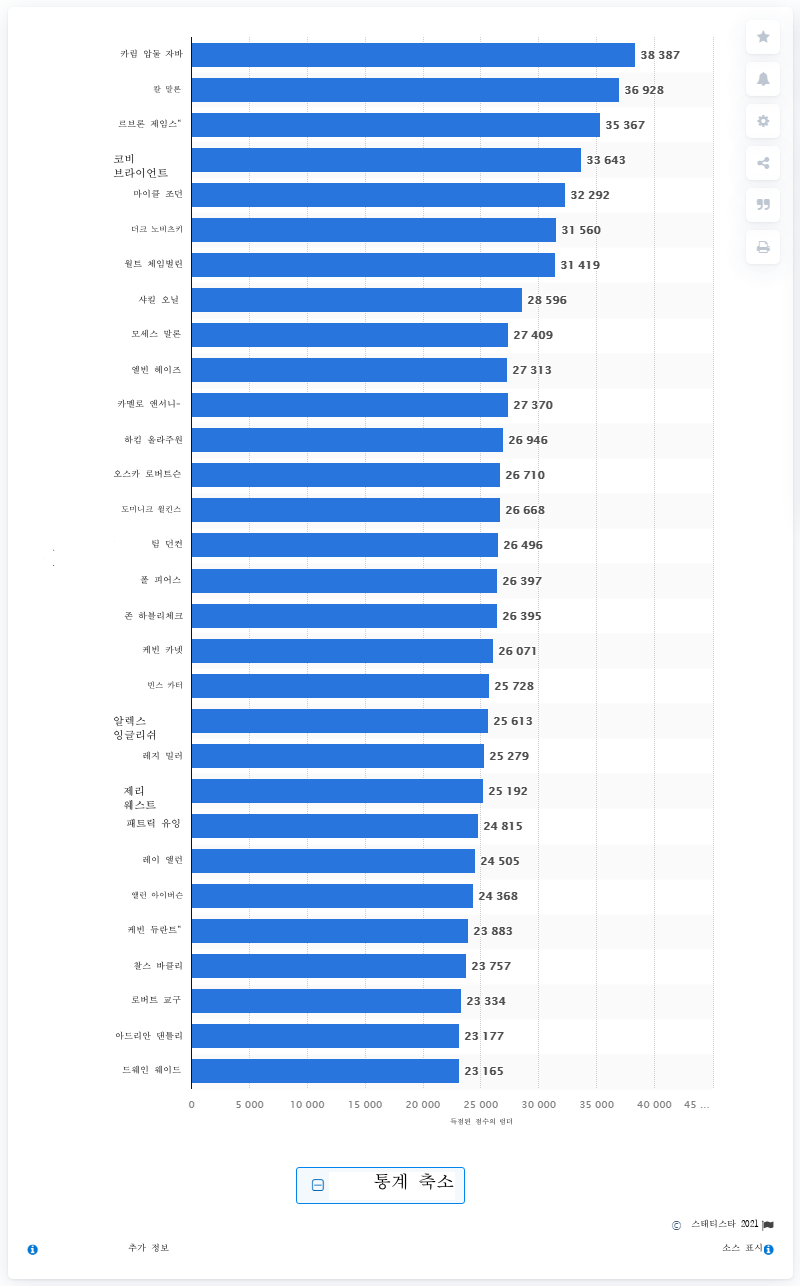 카림 압둘 자바
38 387
칼 말론
36 928
르브론 제임스"
35 367
코비
브라이언트
33 643
마이클 조던
32 292
더크 노비츠키
31 560
윌트 체임벌린
31 419
샤킬 오닐
28 596
모세스 말론
27 409
엘빈 헤이즈
27 313
카멜로 앤서니"
27 370
하킴 올라주원
26 946
오스카 로버트슨
26 710
도미니크 윌킨스
26 668
팀 던컨
26 496
폴 피어스
26 397
존 하블리체크
26 395
케빈 가넷
26 071
빈스 카터
25 728
알렉스
잉글리쉬
25 613
레지 밀러
25 279
제리
웨스트
25 192
패트릭 유잉
24 815
레이 앨런
24 505
앨런 아이버슨
24 368
케빈 듀란트"
23 883
찰스 바클리
23 757
로버트 교구
23 334
아드리안 댄틀리
23 177
드웨인 웨이드
23 165
0 5 000 10 000 15 000 20 000 25 000 30 000 35 000 40 000 45 ...
득점된 점수의 럼더
통계 축소
© 스태티스타 2021
추가 정보
소스 표시